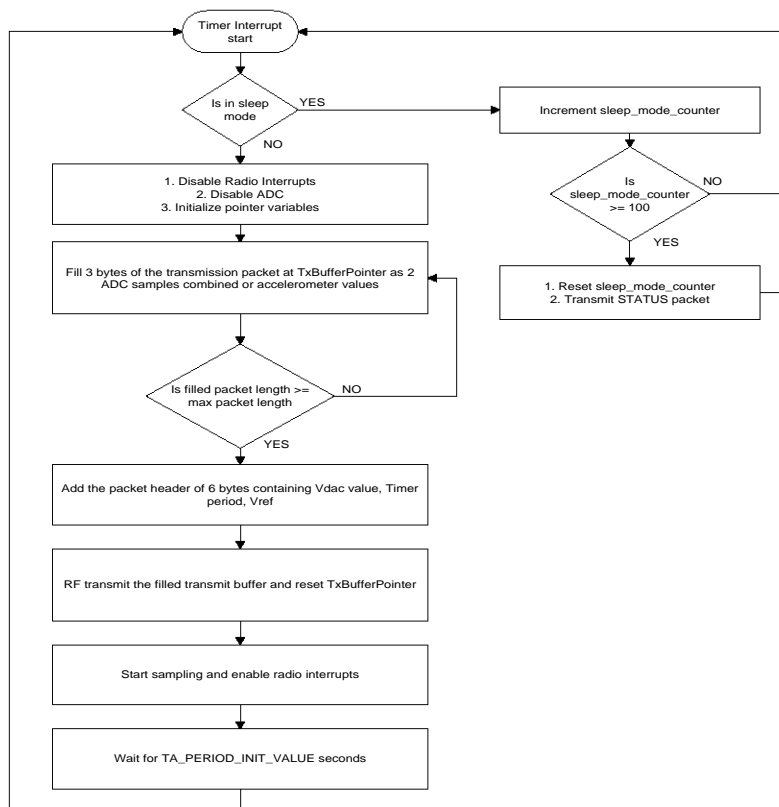 Timer Interrupt
start
Is in sleep
mode
YES
NO
Increment sleep_mode_counter
Is
sleep_mode_counter
>= 100
NO
YES
1. Reset sleep_mode_counter
2. Transmit STATUS packet
1. Disable Radio Interrupts
2. Disable ADC
3. Initialize pointer variables
Fill 3 bytes of the transmission packet at TxBufferPointer as 2
ADC samples combined or accelerometer values
Is filled packet length >=
max packet length
NO
YES
Add the packet header of 6 bytes containing Vdac value, Timer
period, Vref
RF transmit the filled transmit buffer and reset TxBufferPointer
Start sampling and enable radio interrupts
Wait for TA_PERIOD_INIT_VALUE seconds